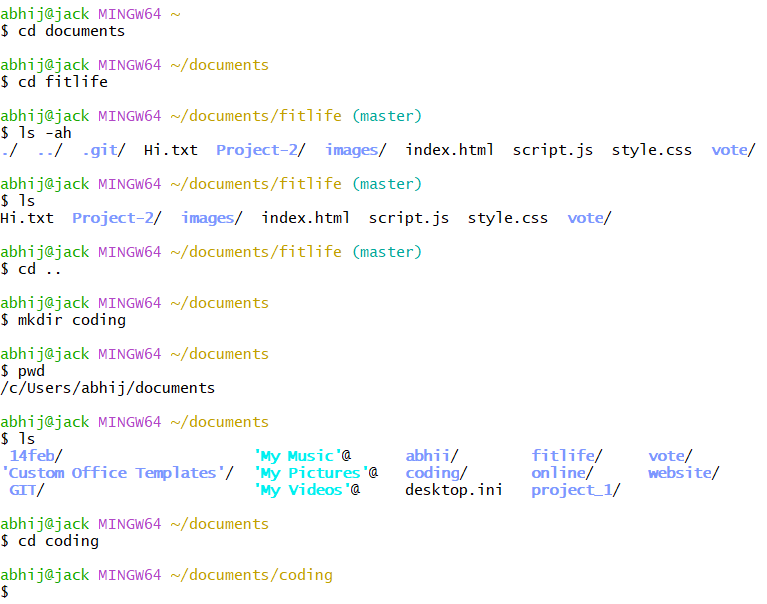 abhij@jack MINGW64 ~
$ cd documents

abhij@jack MINGW64 ~/documents
$ cd fitlife

abhij@jack MINGW64 ~/documents/fitlife (master)
$ ls -ah
./  ../  .git/  Hi.txt  Project-2/  images/  index.html  script.js  style.css  vote/

abhij@jack MINGW64 ~/documents/fitlife (master)
$ ls
Hi.txt  Project-2/  images/  index.html  script.js  style.css  vote/

abhij@jack MINGW64 ~/documents/fitlife (master)
$ cd ..

abhij@jack MINGW64 ~/documents
$ mkdir coding

abhij@jack MINGW64 ~/documents
$ pwd
/c/Users/abhij/documents

abhij@jack MINGW64 ~/documents
$ ls
 14feb/                     'My Music'@      abhii/        fitlife/     vote/
'Custom Office Templates'/  'My Pictures'@   coding/       online/      website/
 GIT/                       'My Videos'@     desktop.ini   project_1/

abhij@jack MINGW64 ~/documents
$ cd coding

abhij@jack MINGW64 ~/documents/coding
$